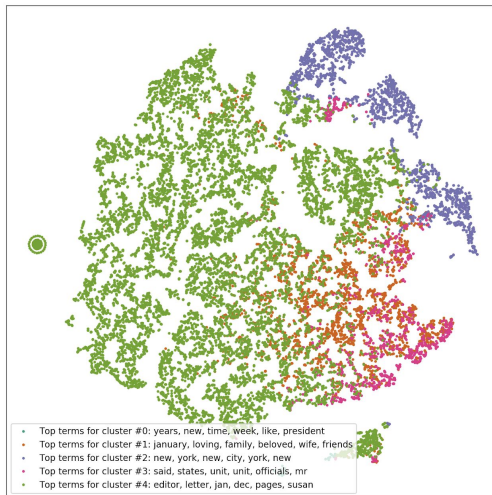 Top terms for cluster #0: years, new, time, week, like, president
Top terms for cluster #1: january, loving, family, beloved, wife, friends
Top terms for cluster #2: new, york, new, city, york, new
Top terms for cluster #3: said, states, unit, unit, officials, mr
Top terms for cluster #4: editor, letter, jan, dec, pages, susan